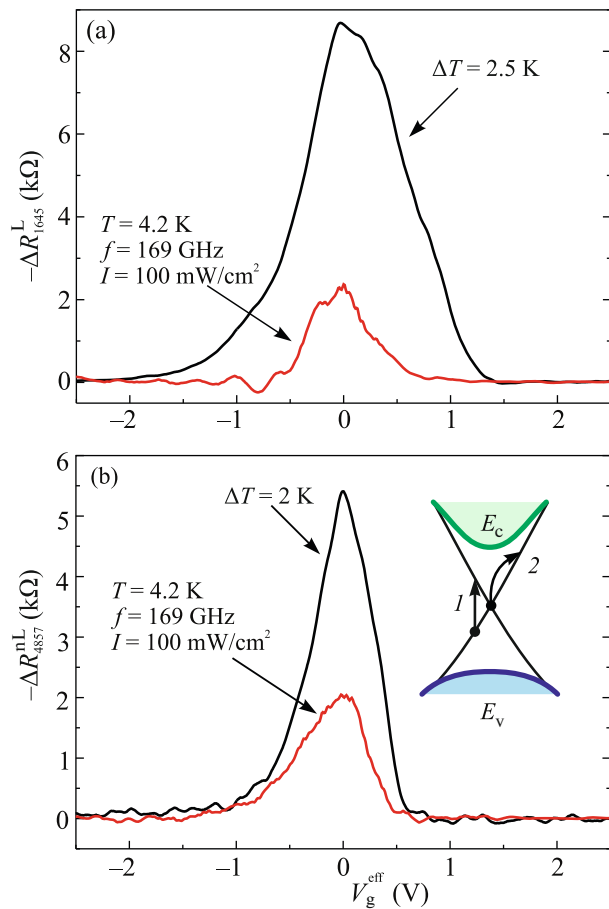 (a)
ΔT = 2.5 K
T = 4.2 K
f = 169 GHz
I = 100 mW/cm²
−ΔR^L_1645 (kΩ)
8
6
4
2
0
−2
−1
0
1
2
(b)
ΔT = 2 K
T = 4.2 K
f = 169 GHz
I = 100 mW/cm²
E_c
2
1
E_v
−ΔR^nL_4857 (kΩ)
6
5
4
3
2
1
0
−2
−1
0
1
2
V_g^eff (V)